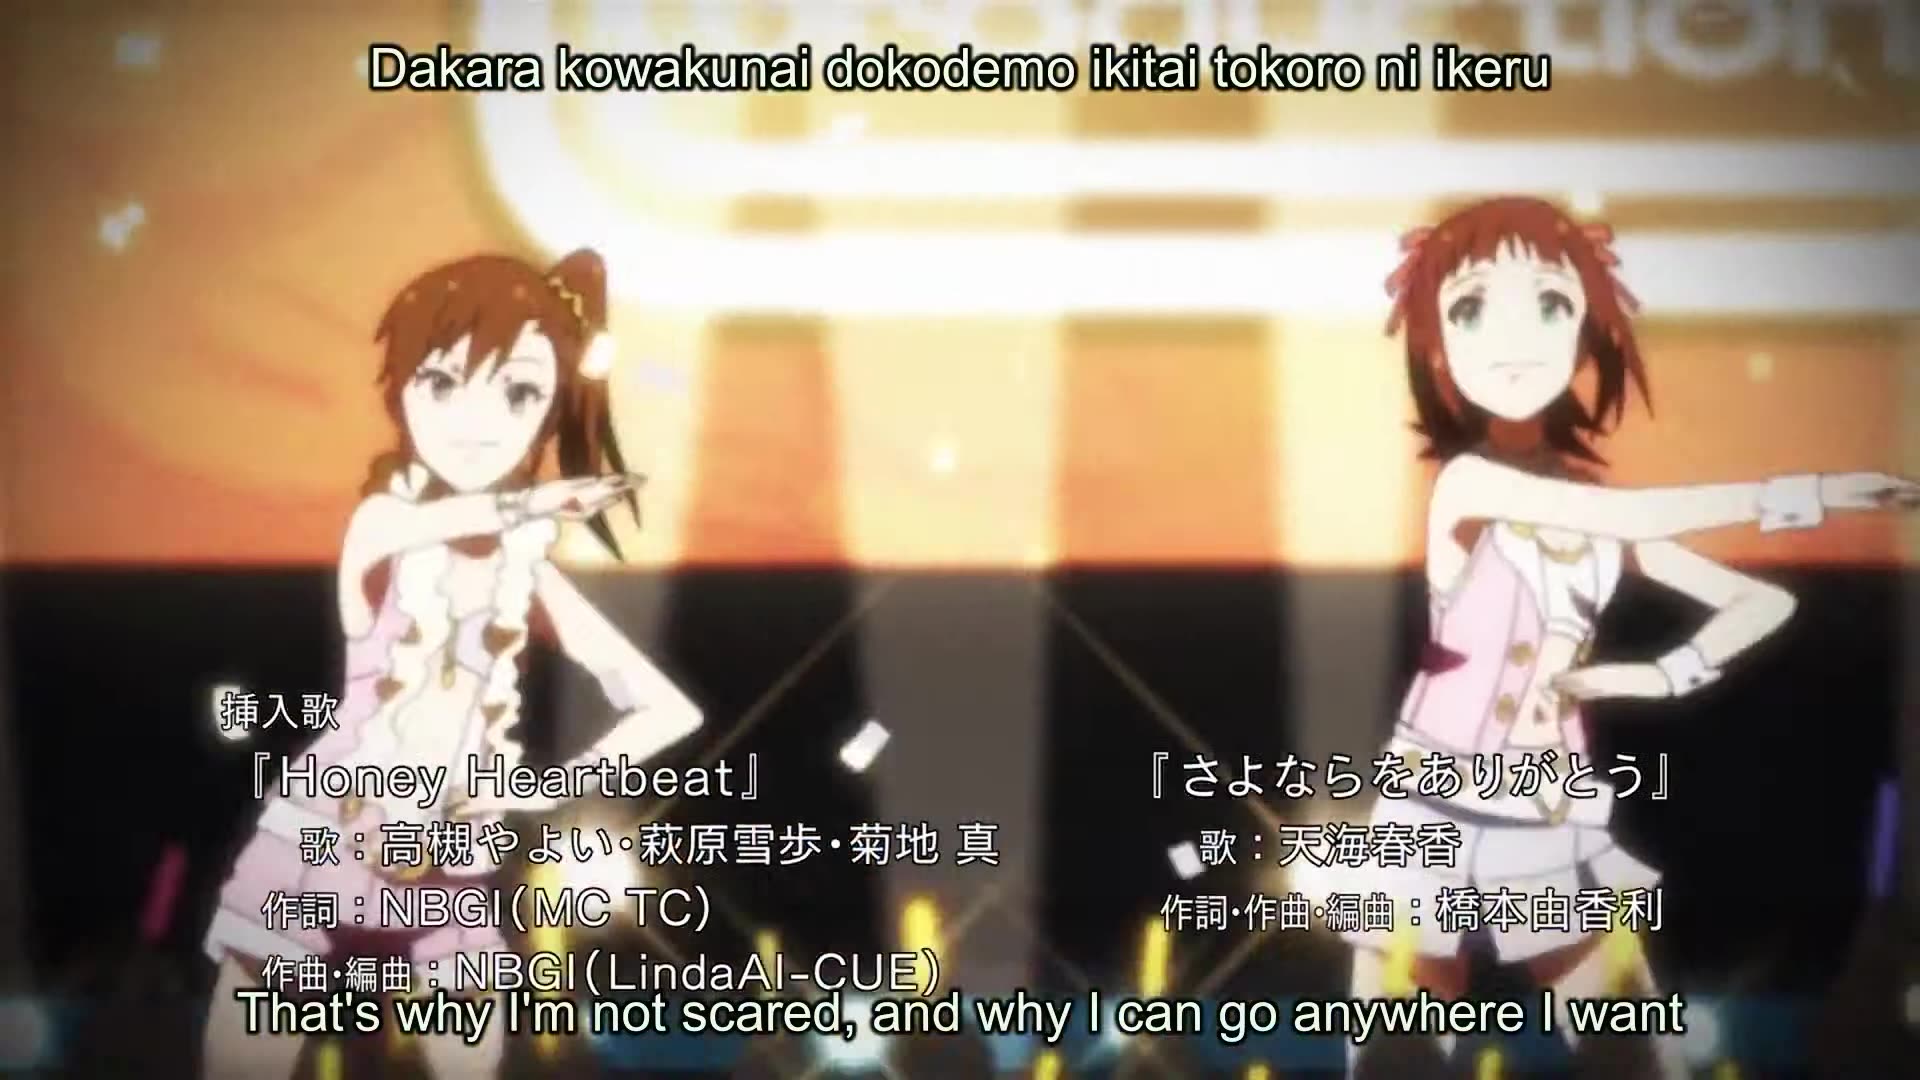 roduction
Dakara kowakunai dokodemo ikitai tokoro ni ikeru
挿入歌
『Honey Heartbeat』
歌：高槻やよい・萩原雪歩・菊地 真
作詞：NBGI(MC TC)
作曲・編曲：NBGI(LindaAI-CUE)
『さよならをありがとう』
歌：天海春香
作詞・作曲・編曲：橋本由香利
That's why I'm not scared, and why I can go anywhere I want